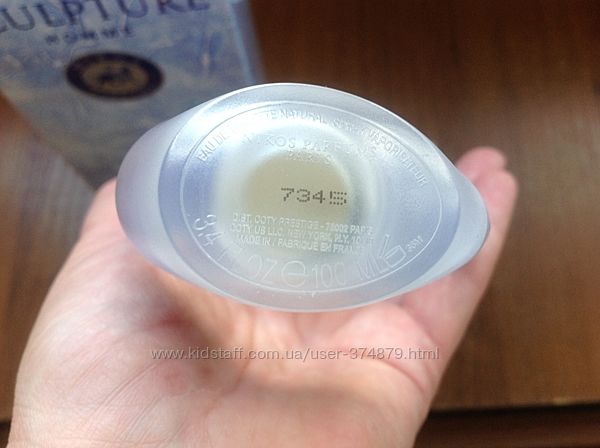 SCULPTURE
HOMME
EAU DE TOILETTE NATURAL SPRAY VAPORISATEUR
NIKOS PARFUMS
PARIS
7345
DIST. COTY PRESTIGE - 75002 PARIS
COTY US LLC, NEW YORK, N.Y.
MADE IN / FABRIQUÉ EN FRANCE
3.4 FL OZ ℮ 100 ML
www.kidstaff.com.ua/user-374879.html